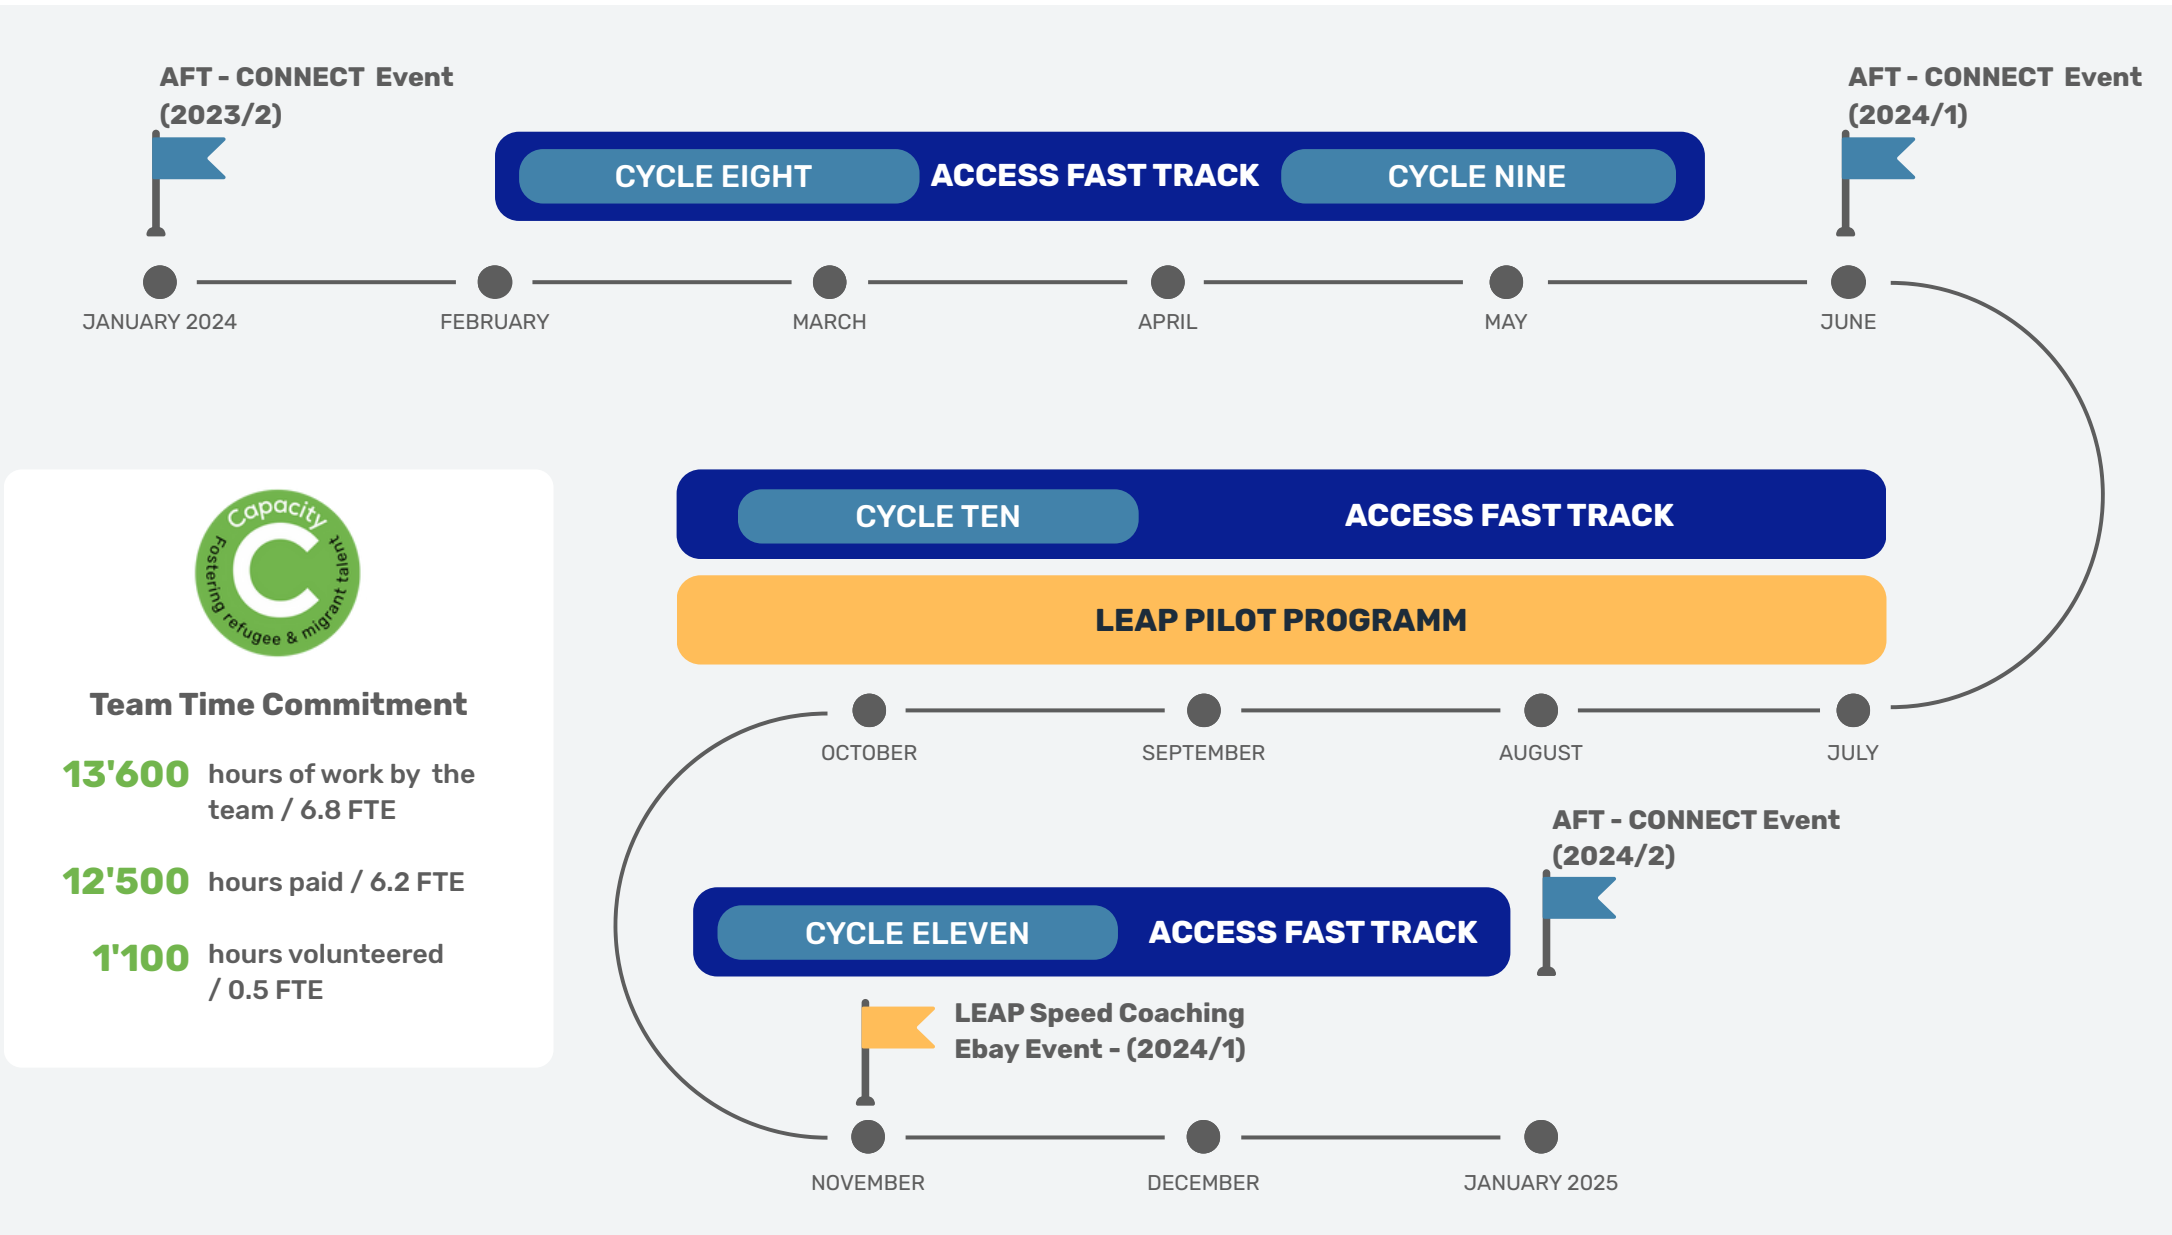 AFT - CONNECT Event
(2023/2)
AFT - CONNECT Event
(2024/1)
CYCLE EIGHT
ACCESS FAST TRACK
CYCLE NINE
JANUARY 2024
FEBRUARY
MARCH
APRIL
MAY
JUNE
CYCLE TEN
ACCESS FAST TRACK
LEAP PILOT PROGRAMM
OCTOBER
SEPTEMBER
AUGUST
JULY
Capacity
Fostering refugee & migrant talent
Team Time Commitment
13'600 hours of work by the
team / 6.8 FTE
12'500 hours paid / 6.2 FTE
1'100 hours volunteered
/ 0.5 FTE
AFT - CONNECT Event
(2024/2)
CYCLE ELEVEN
ACCESS FAST TRACK
LEAP Speed Coaching
Ebay Event - (2024/1)
NOVEMBER
DECEMBER
JANUARY 2025